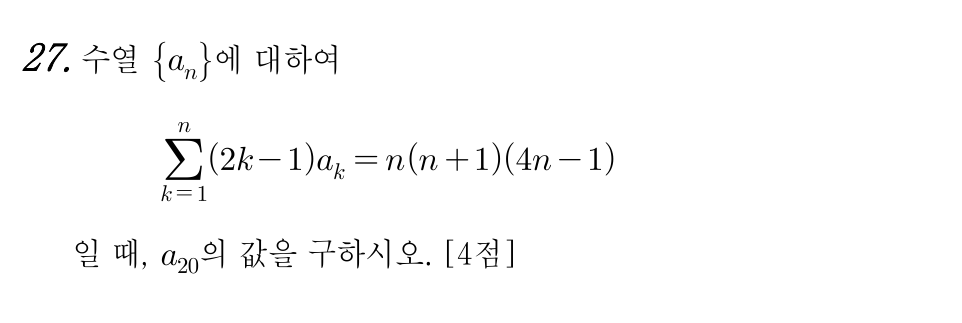 27. 수열 {aₙ}에 대하여
∑ₖ₌₁ⁿ(2k−1)aₖ=n(n+1)(4n−1)
일 때, a₂₀의 값을 구하시오. [4점]